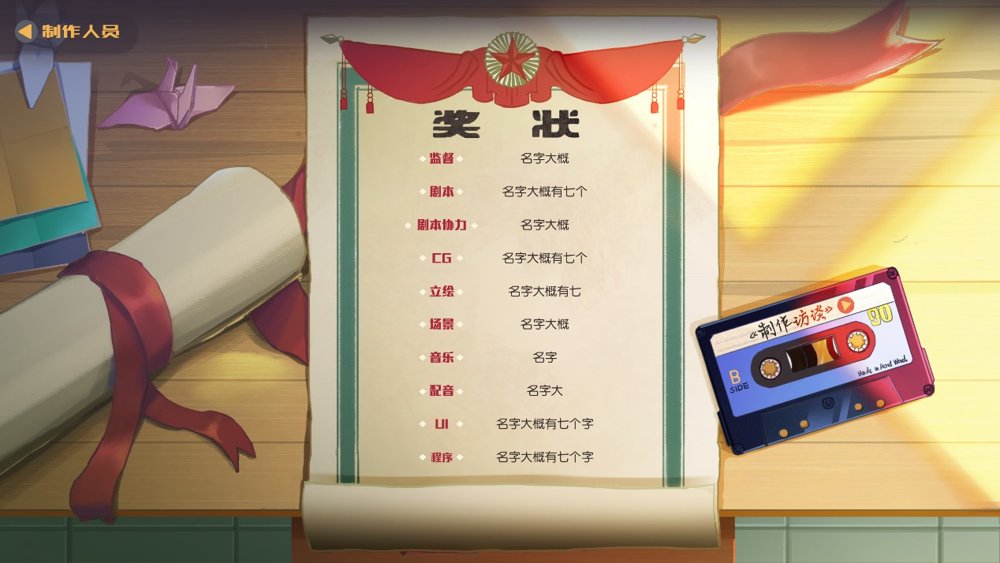 制作人员
奖 状
监督 名字大概
剧本 名字大概有七个
剧本协力 名字大概
CG 名字大概有七个
立绘 名字大概有七
场景 名字大概
音乐 名字
配音 名字大
UI 名字大概有七个字
程序 名字大概有七个字
《制作访谈》
90
B
SIDE
Made in Acid Word.